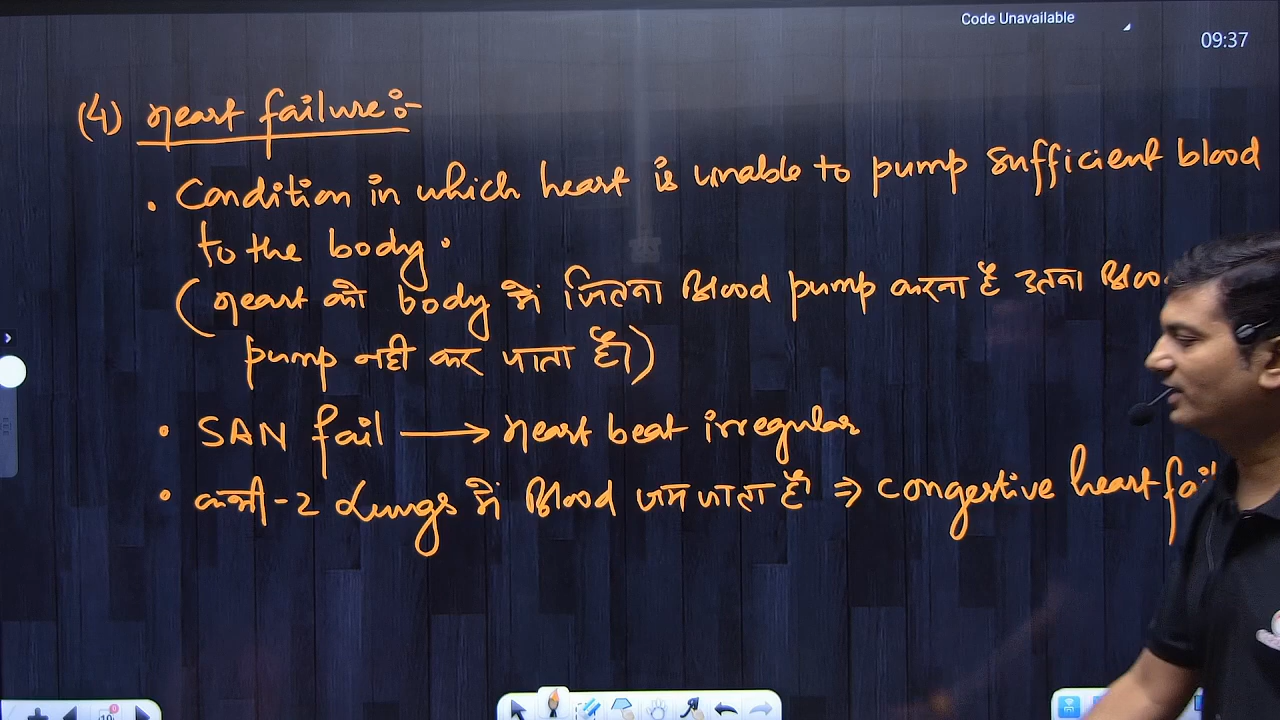 Code Unavailable
09:37
(4) Heart failure:-
• Condition in which heart is unable to pump sufficient blood
to the body.
(Heart को body में जितना Blood pump करना है उतना
pump नही कर पाता है।)
• SAN fail → Heart beat irregular
• कभी-2 Lungs में Blood जम जाता है ⇒ congestive heart